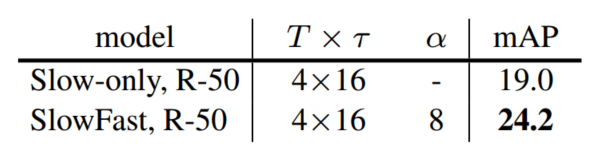 model T × τ α mAP
Slow-only, R-50 4×16 - 19.0
SlowFast, R-50 4×16 8 24.2